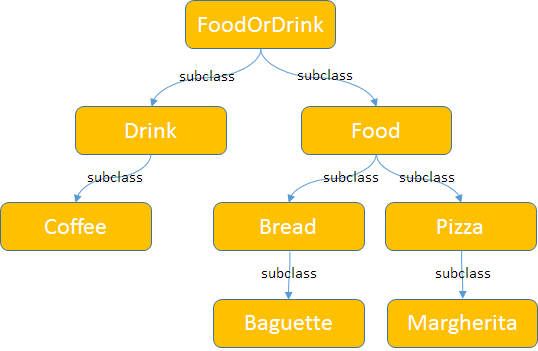 FoodOrDrink
subclass subclass
Drink Food
subclass subclass subclass
Coffee Bread Pizza
subclass subclass
Baguette Margherita